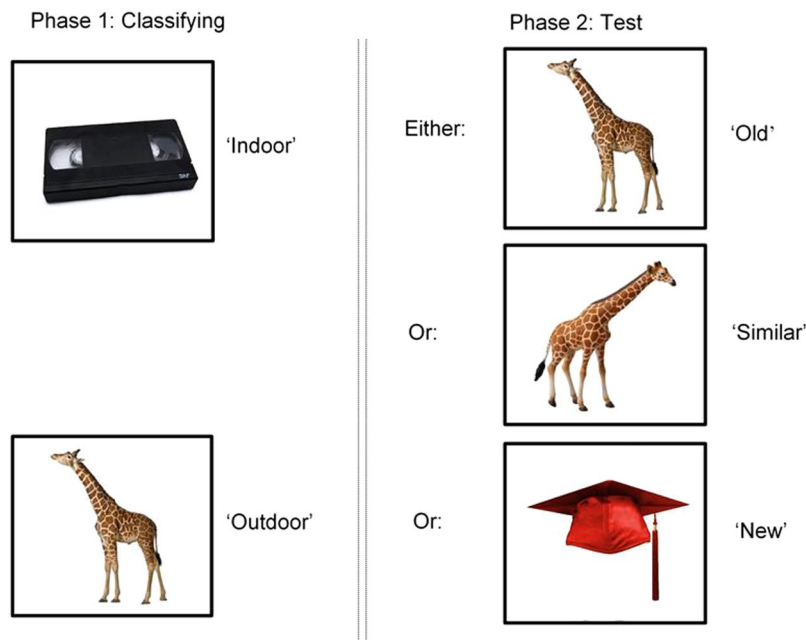 Phase 1: Classifying
‘Indoor’
‘Outdoor’
Phase 2: Test
Either:
‘Old’
Or:
‘Similar’
Or:
‘New’